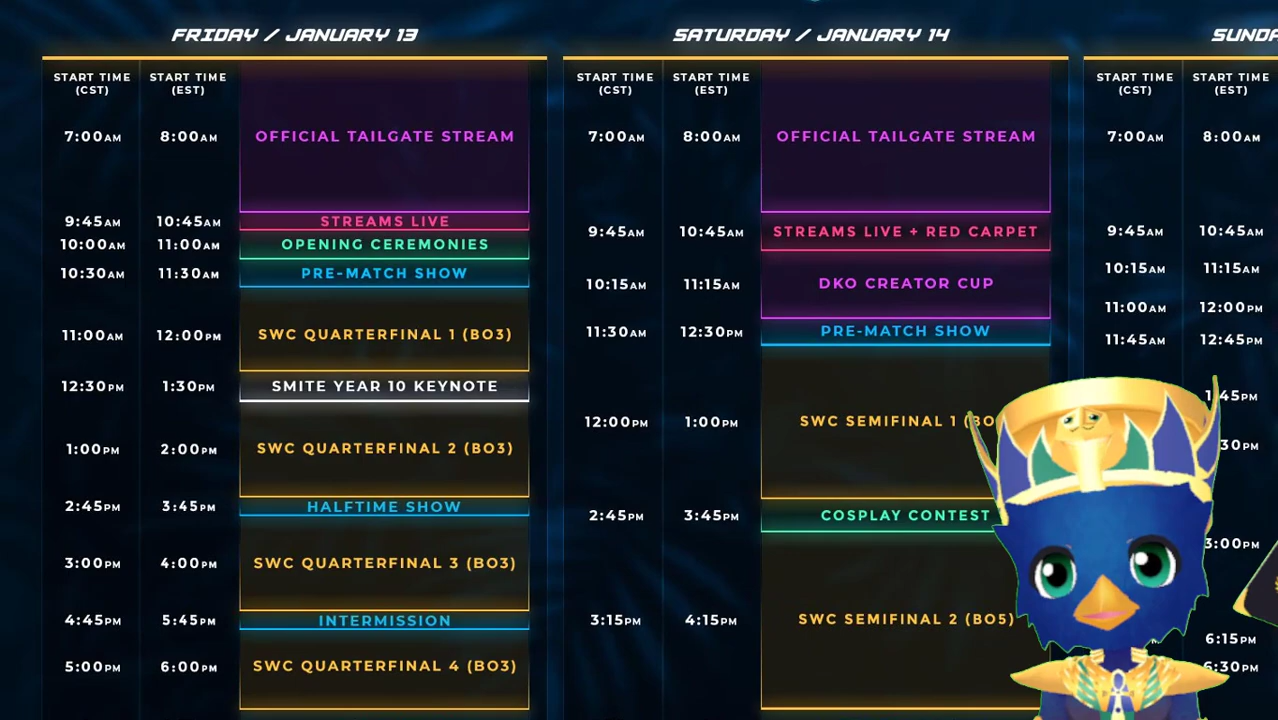 FRIDAY / JANUARY 13
START TIME (CST) START TIME (EST)
7:00AM 8:00AM OFFICIAL TAILGATE STREAM
9:45AM 10:45AM STREAMS LIVE
10:00AM 11:00AM OPENING CEREMONIES
10:30AM 11:30AM PRE-MATCH SHOW
11:00AM 12:00PM SWC QUARTERFINAL 1 (BO3)
12:30PM 1:30PM SMITE YEAR 10 KEYNOTE
1:00PM 2:00PM SWC QUARTERFINAL 2 (BO3)
2:45PM 3:45PM HALFTIME SHOW
3:00PM 4:00PM SWC QUARTERFINAL 3 (BO3)
4:45PM 5:45PM INTERMISSION
5:00PM 6:00PM SWC QUARTERFINAL 4 (BO3)
SATURDAY / JANUARY 14
START TIME (CST) START TIME (EST)
7:00AM 8:00AM OFFICIAL TAILGATE STREAM
9:45AM 10:45AM STREAMS LIVE + RED CARPET
10:15AM 11:15AM DKO CREATOR CUP
11:30AM 12:30PM PRE-MATCH SHOW
12:00PM 1:00PM SWC SEMIFINAL 1
2:45PM 3:45PM COSPLAY CONTEST
3:15PM 4:15PM SWC SEMIFINAL 2 (BO5)
START TIME (CST) START TIME (EST)
7:00AM 8:00AM
9:45AM 10:45AM
10:15AM 11:15AM
11:00AM 12:00PM
11:45AM 12:45PM
3:00PM
6:15PM
6:30PM